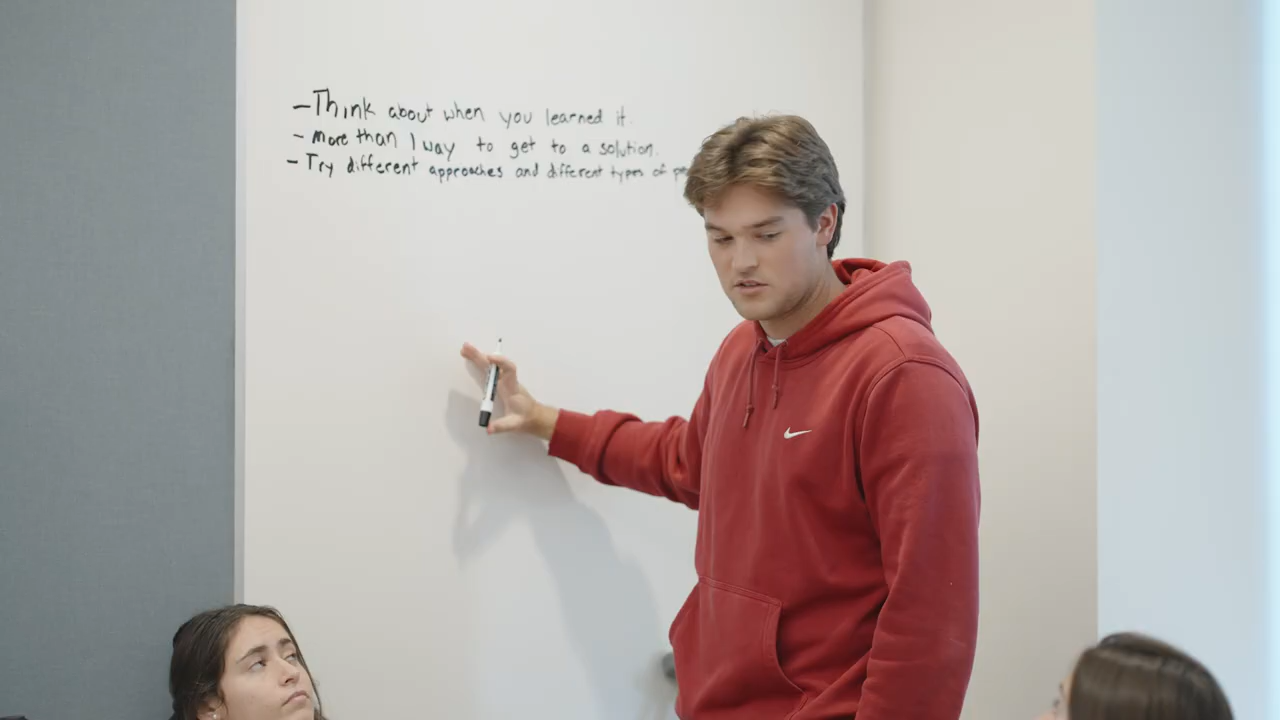 - Think about when you learned it.
- More than 1 way to get to a solution.
- Try different approaches and different types of